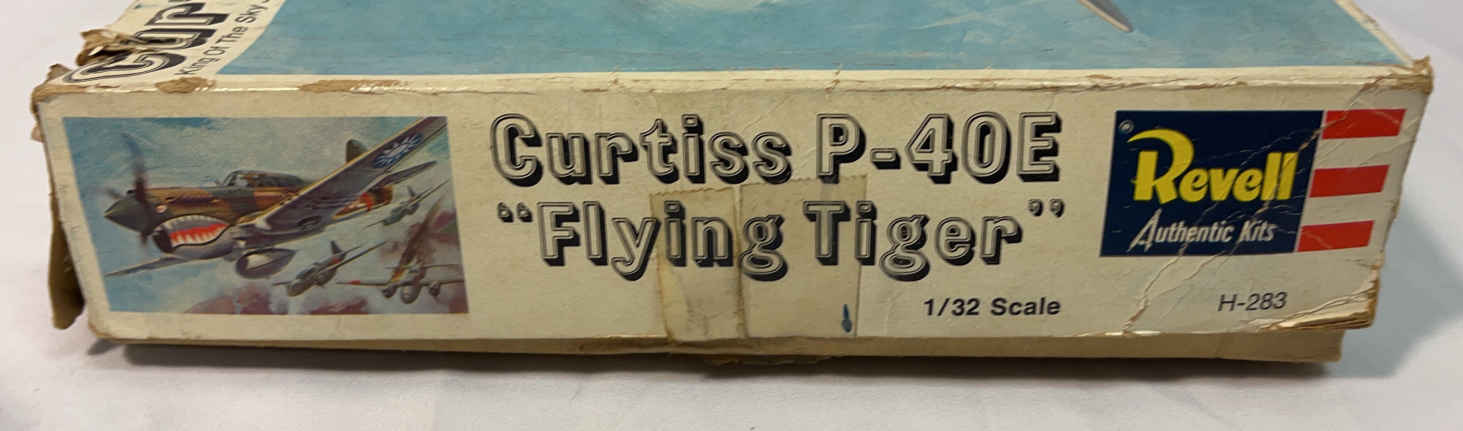 King Of The Sky
Curtiss P-40E
"Flying Tiger"
1/32 Scale
® Revell
Authentic Kits
H-283